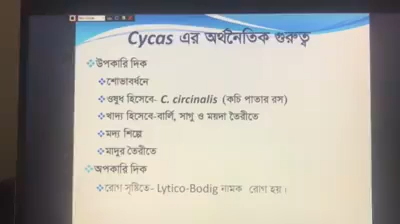 Cycas এর অর্থনৈতিক গুরুত্ব
উপকারি দিক
শোভাবর্ধনে
ওষুধ হিসেবে- C. circinalis (কচি পাতার রস)
খাদ্য হিসেবে-বার্লি, সাগু ও ময়দা তৈরীতে
মদ্য শিল্পে
মাদুর তৈরীতে
অপকারি দিক
রোগ সৃষ্টিতে- Lytico-Bodig নামক রোগ হয়।